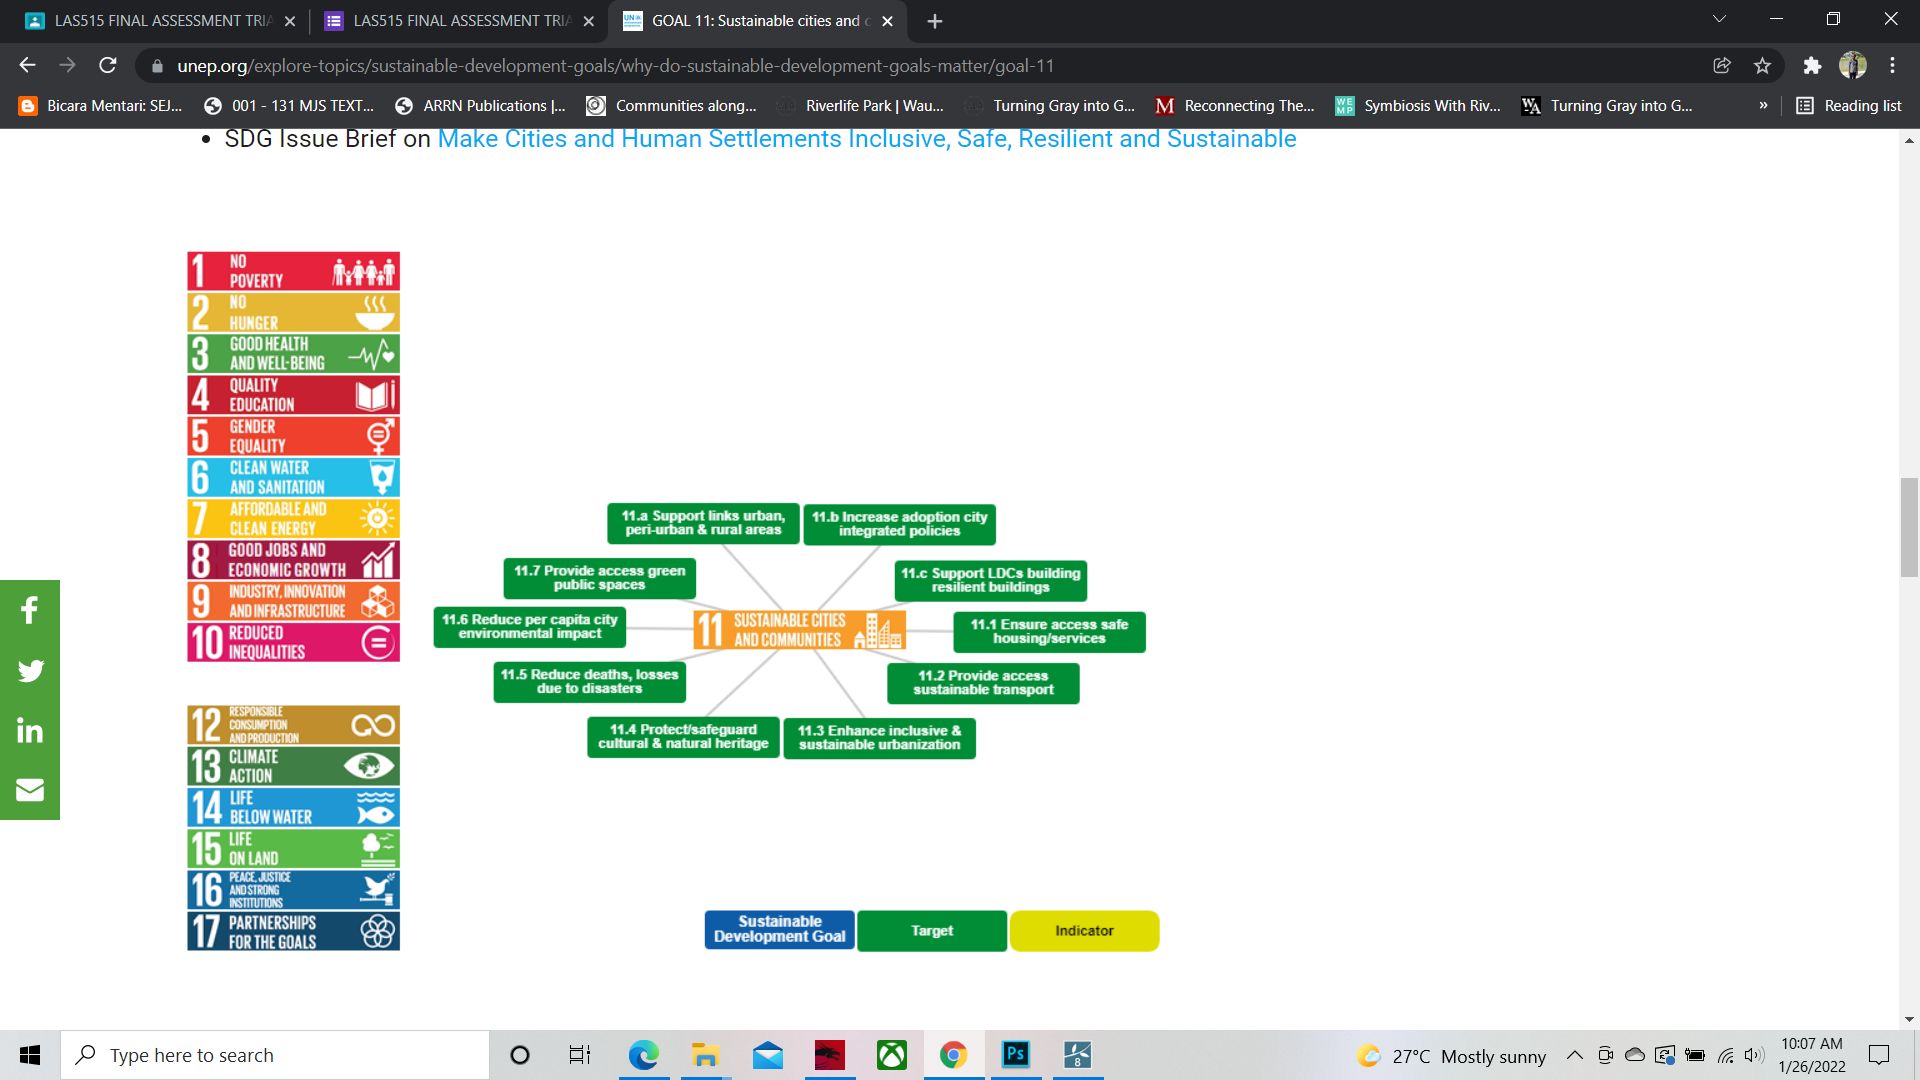 LAS515 FINAL ASSESSMENT TRIA
LAS515 FINAL ASSESSMENT TRIA
GOAL 11: Sustainable cities and c
unep.org/explore-topics/sustainable-development-goals/why-do-sustainable-development-goals-matter/goal-11
Bicara Mentari: SEJ...
001 - 131 MJS TEXT...
ARRN Publications |...
Communities along...
Riverlife Park | Wau...
Turning Gray into G...
M
Reconnecting The...
WE
MP
Symbiosis With Riv...
WA
Turning Gray into G...
»
Reading list
• SDG Issue Brief on Make Cities and Human Settlements Inclusive, Safe, Resilient and Sustainable
1 NO
POVERTY
2 NO
HUNGER
3 GOOD HEALTH
AND WELL-BEING
4 QUALITY
EDUCATION
5 GENDER
EQUALITY
6 CLEAN WATER
AND SANITATION
7 AFFORDABLE AND
CLEAN ENERGY
8 GOOD JOBS AND
ECONOMIC GROWTH
9 INDUSTRY, INNOVATION
AND INFRASTRUCTURE
10 REDUCED
INEQUALITIES
12 RESPONSIBLE
CONSUMPTION
AND PRODUCTION
13 CLIMATE
ACTION
14 LIFE
BELOW WATER
15 LIFE
ON LAND
16 PEACE, JUSTICE
AND STRONG
INSTITUTIONS
17 PARTNERSHIPS
FOR THE GOALS
11.a Support links urban,
peri-urban & rural areas
11.b Increase adoption city
integrated policies
11.7 Provide access green
public spaces
11.c Support LDCs building
resilient buildings
11.6 Reduce per capita city
environmental impact
11 SUSTAINABLE CITIES
AND COMMUNITIES
11.1 Ensure access safe
housing/services
11.5 Reduce deaths, losses
due to disasters
11.2 Provide access
sustainable transport
11.4 Protect/safeguard
cultural & natural heritage
11.3 Enhance inclusive &
sustainable urbanization
Sustainable
Development Goal
Target
Indicator
f
in
Type here to search
Ps
8
27°C Mostly sunny
10:07 AM
1/26/2022